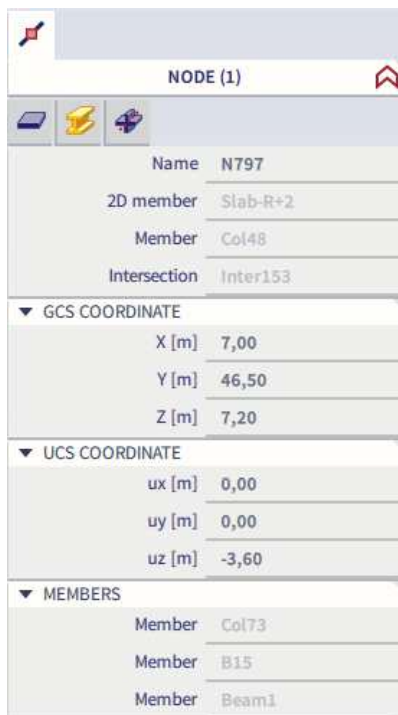 NODE (1)
Name N797
2D member Slab-R+2
Member Col48
Intersection Inter153
GCS COORDINATE
X [m] 7,00
Y [m] 46,50
Z [m] 7,20
UCS COORDINATE
ux [m] 0,00
uy [m] 0,00
uz [m] -3,60
MEMBERS
Member Col73
Member B15
Member Beam1